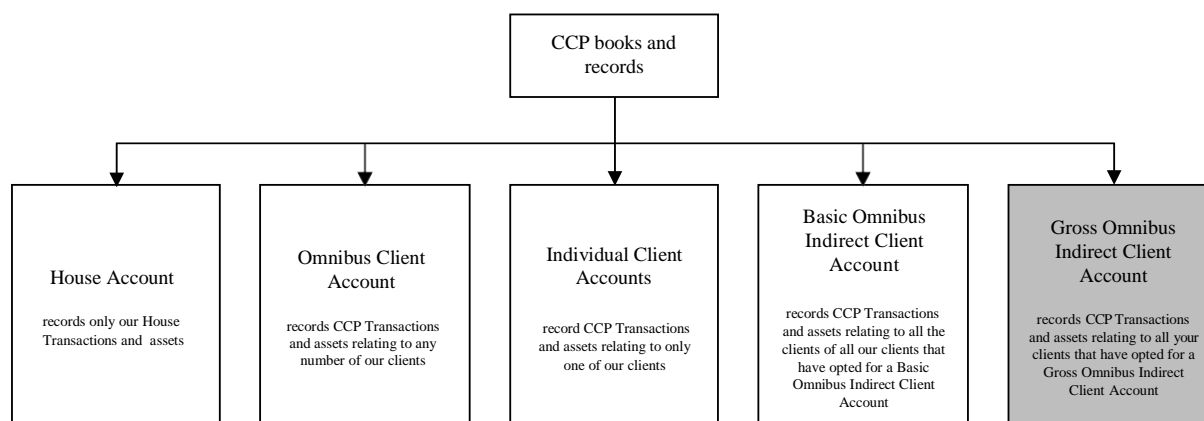 CCP books and
records
House Account
records only our House
Transactions and assets
Omnibus Client
Account
records CCP Transactions
and assets relating to any
number of our clients
Individual Client
Accounts
record CCP Transactions
and assets relating to only
one of our clients
Basic Omnibus
Indirect Client
Account
records CCP Transactions
and assets relating to all the
clients of all our clients that
have opted for a Basic
Omnibus Indirect Client
Account
Gross Omnibus
Indirect Client
Account
records CCP Transactions
and assets relating to all your
clients that have opted for a
Gross Omnibus Indirect
Client Account